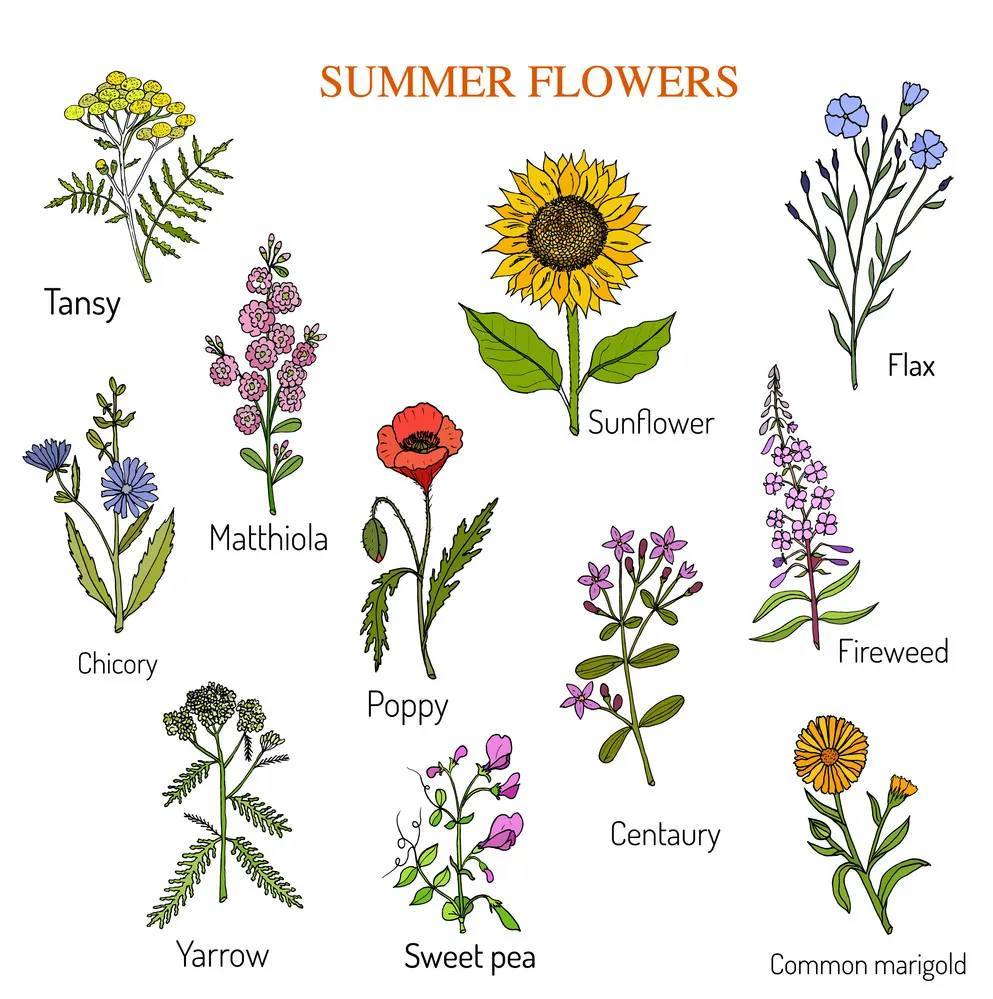 SUMMER FLOWERS
Tansy
Flax
Sunflower
Matthiola
Chicory
Fireweed
Poppy
Centaury
Yarrow
Sweet pea
Common marigold